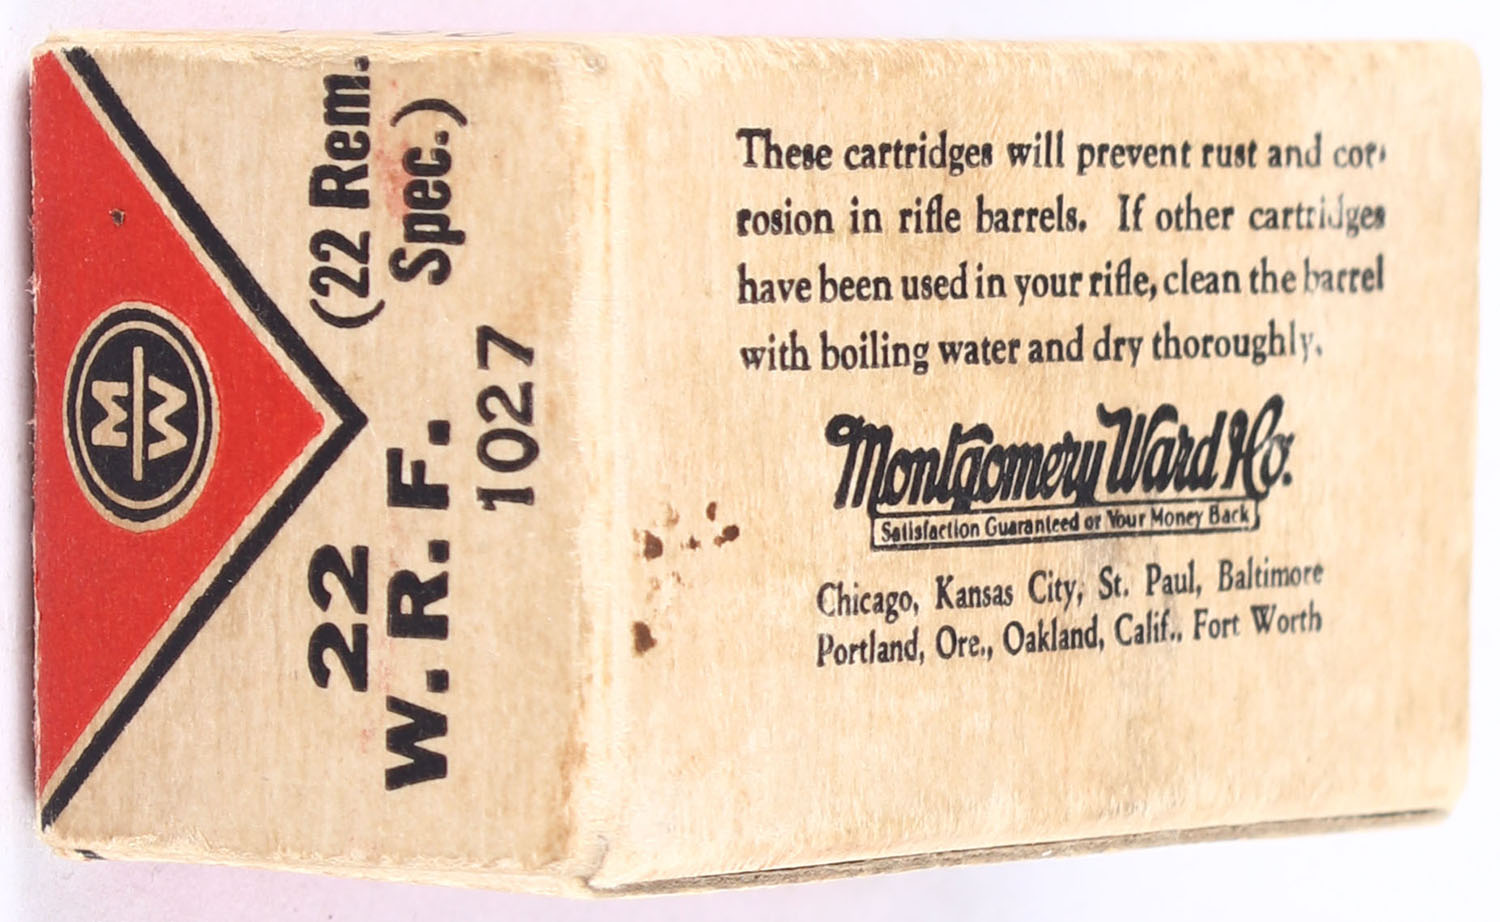 MW
22 (22 Rem.
W.R.F. Spec.)
1027
These cartridges will prevent rust and cor-
rosion in rifle barrels. If other cartridges
have been used in your rifle, clean the barrel
with boiling water and dry thoroughly.
Montgomery Ward & Co.
Satisfaction Guaranteed or Your Money Back
Chicago, Kansas City, St. Paul, Baltimore
Portland, Ore., Oakland, Calif., Fort Worth